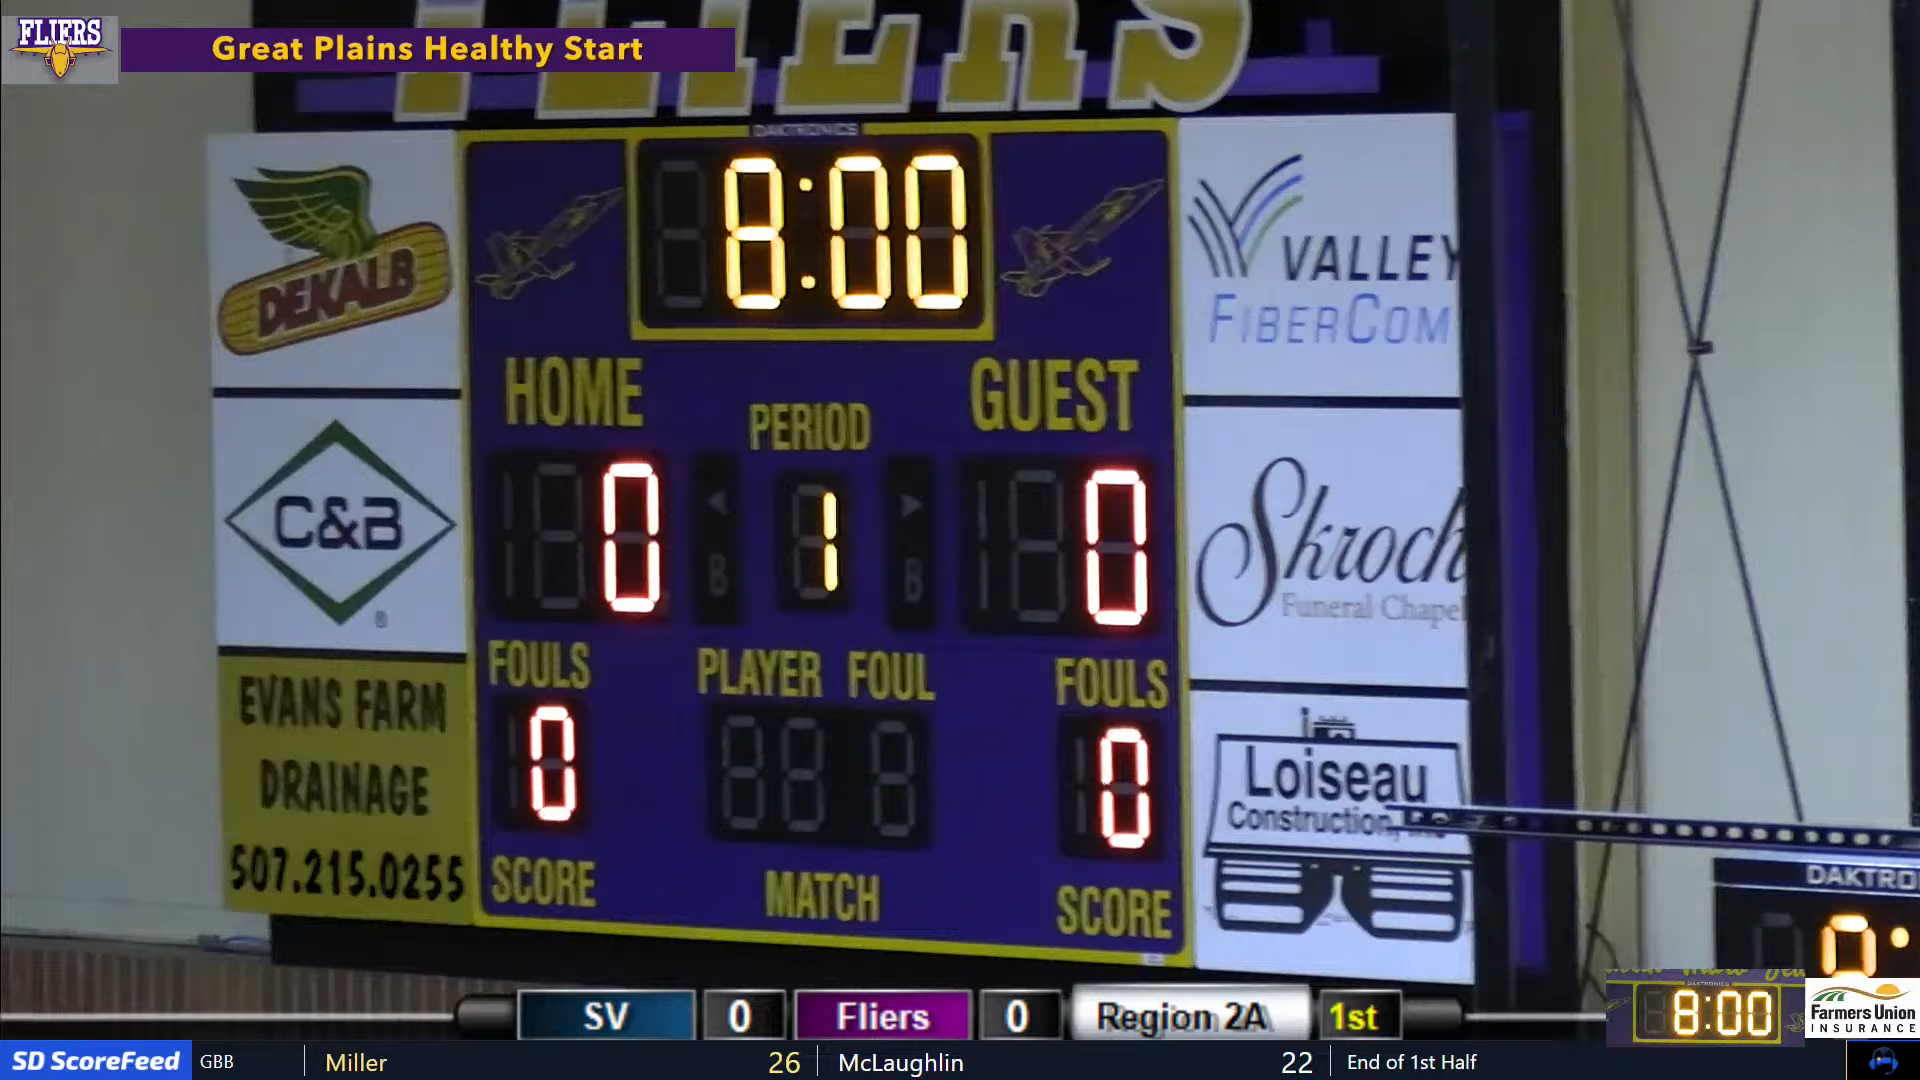 FLIERS
Great Plains Healthy Start
FLIERS
DAKTRONICS
8:00
DEKALB
VALLEY
FIBERCOM
HOME
GUEST
PERIOD
0
1
0
C&B
®
Skroch
Funeral Chapel
FOULS
PLAYER FOUL
FOULS
0
0
EVANS FARM
DRAINAGE
507.215.0255
Loiseau
Construction,
SCORE
MATCH
SCORE
DAKTRO
0
SV 0 Fliers 0 Region 2A 1st
DAKTRONICS
8:00
Farmers Union
INSURANCE
SD ScoreFeed GBB Miller 26 McLaughlin 22 End of 1st Half